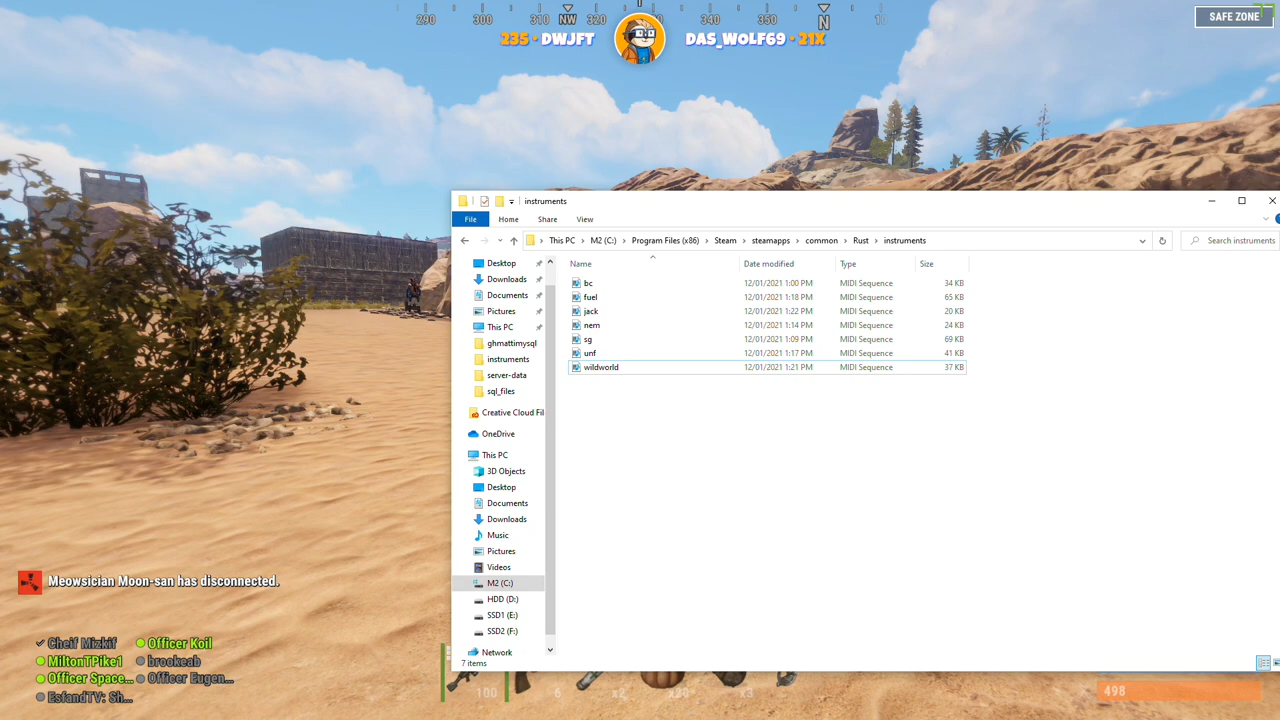 290 300 310 NW 320 340 350 N 10
SAFE ZONE
235 · DWJFT
DAS_WOLF69 · 21X
instruments
File Home Share View
This PC > M2 (C:) > Program Files (x86) > Steam > steamapps > common > Rust > instruments
Search instruments
Name Date modified Type Size
bc 12/01/2021 1:00 PM MIDI Sequence 34 KB
fuel 12/01/2021 1:18 PM MIDI Sequence 65 KB
jack 12/01/2021 1:22 PM MIDI Sequence 20 KB
nem 12/01/2021 1:14 PM MIDI Sequence 24 KB
sg 12/01/2021 1:09 PM MIDI Sequence 69 KB
unf 12/01/2021 1:17 PM MIDI Sequence 41 KB
wildworld 12/01/2021 1:21 PM MIDI Sequence 37 KB
Desktop
Downloads
Documents
Pictures
This PC
ghmattimysql
instruments
server-data
sql_files
Creative Cloud Fil
OneDrive
This PC
3D Objects
Desktop
Documents
Downloads
Music
Pictures
Videos
M2 (C:)
HDD (D:)
SSD1 (E:)
SSD2 (F:)
Network
7 items
Meowsician Moon-san has disconnected.
Cheif Mizkif Officer Koil
MiltonTPike1 brookeab
Officer Space... Officer Eugen...
EsfandTV: Sh...
100 6 x2 x20 x3
498